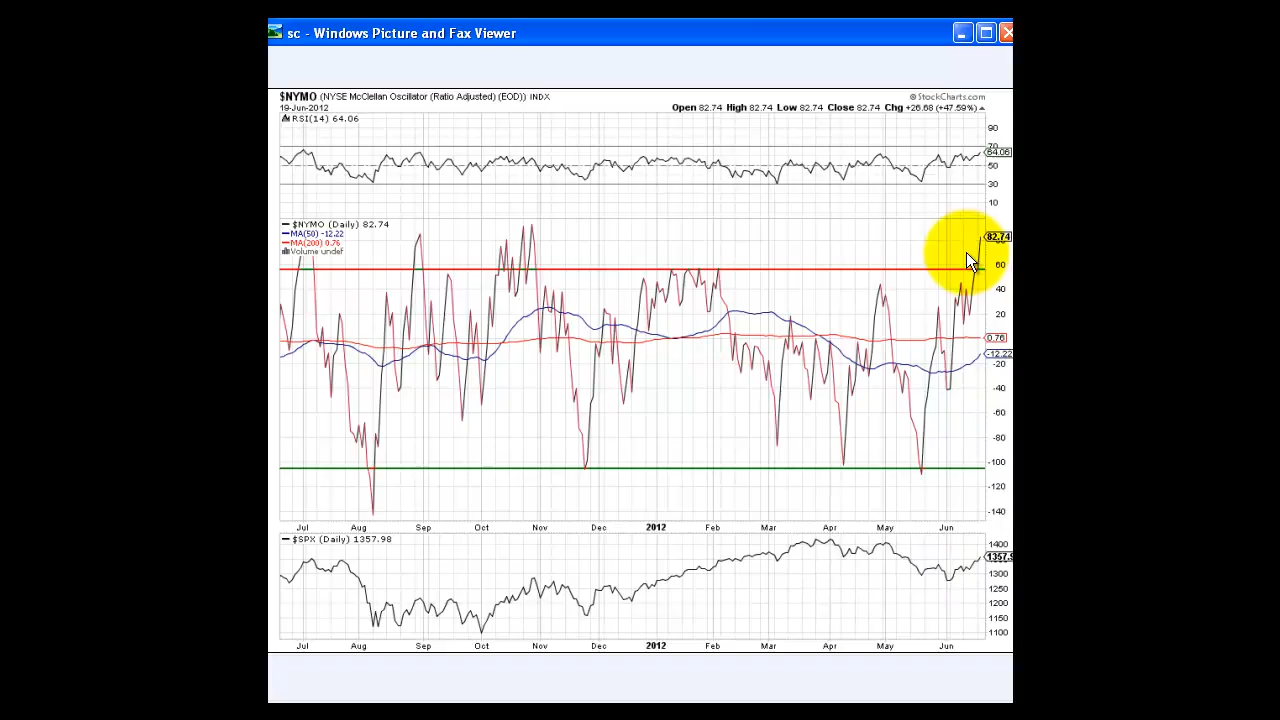 sc - Windows Picture and Fax Viewer
$NYMO (NYSE McClellan Oscillator (Ratio Adjusted) (EOD)) INDX
© StockCharts.com
19-Jun-2012
Open 82.74 High 82.74 Low 82.74 Close 82.74 Chg +26.68 (+47.59%)
RSI(14) 64.06
90
70
64.06
50
30
10
$NYMO (Daily) 82.74
MA(50) -12.22
MA(200) 0.76
Volume undef
82.74
60
40
20
0.76
-12.22
-20
-40
-60
-80
-100
-120
-140
Jul Aug Sep Oct Nov Dec 2012 Feb Mar Apr May Jun
$SPX (Daily) 1357.98
1400
1357.9
1300
1250
1200
1150
1100
Jul Aug Sep Oct Nov Dec 2012 Feb Mar Apr May Jun